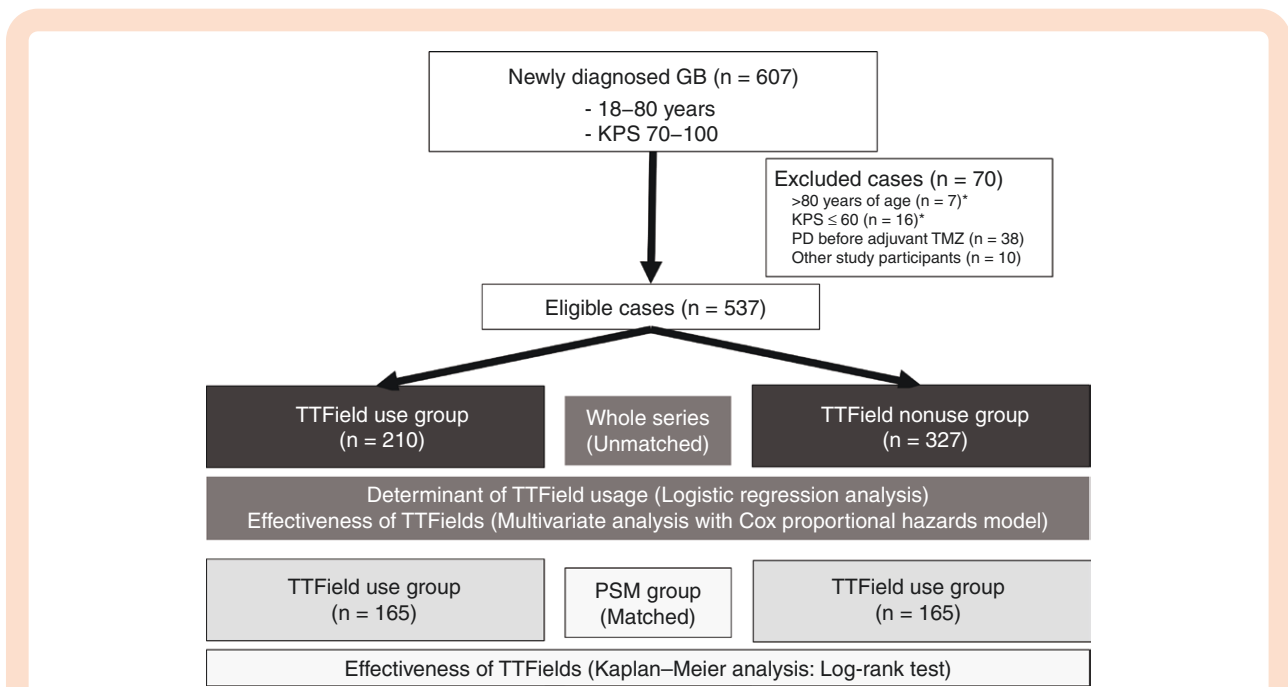 Newly diagnosed GB (n = 607)
- 18–80 years
- KPS 70–100
Excluded cases (n = 70)
>80 years of age (n = 7)*
KPS ≤ 60 (n = 16)*
PD before adjuvant TMZ (n = 38)
Other study participants (n = 10)
Eligible cases (n = 537)
TTField use group
(n = 210)
Whole series
(Unmatched)
TTField nonuse group
(n = 327)
Determinant of TTField usage (Logistic regression analysis)
Effectiveness of TTFields (Multivariate analysis with Cox proportional hazards model)
TTField use group
(n = 165)
PSM group
(Matched)
TTField use group
(n = 165)
Effectiveness of TTFields (Kaplan–Meier analysis: Log-rank test)